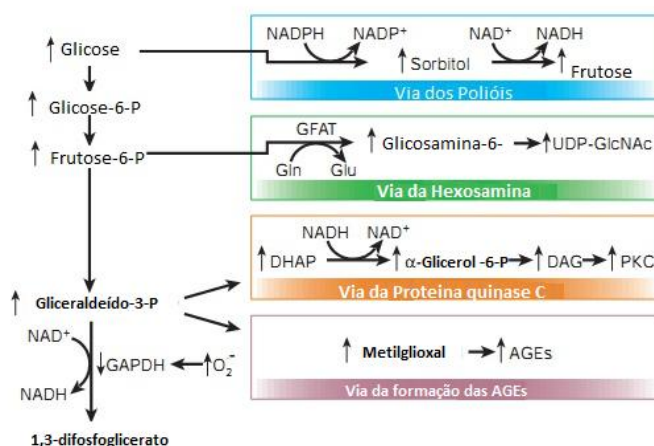 ↑ Glicose
↑ Glicose-6-P
↑ Frutose-6-P
↑ Gliceraldeído-3-P
NAD⁺
NADH
↓GAPDH ← ↑O₂⁻
1,3-difosfoglicerato
NADPH NADP⁺ NAD⁺ NADH
↑ Sorbitol ↑ Frutose
Via dos Polióis
GFAT
↑ Glicosamina-6- → ↑UDP-GlcNAc
Gln Glu
Via da Hexosamina
NADH NAD⁺
↑ DHAP → ↑ α-Glicerol -6-P → ↑ DAG → ↑ PKC
Via da Proteina quinase C
↑ Metilglioxal → ↑ AGEs
Via da formação das AGEs